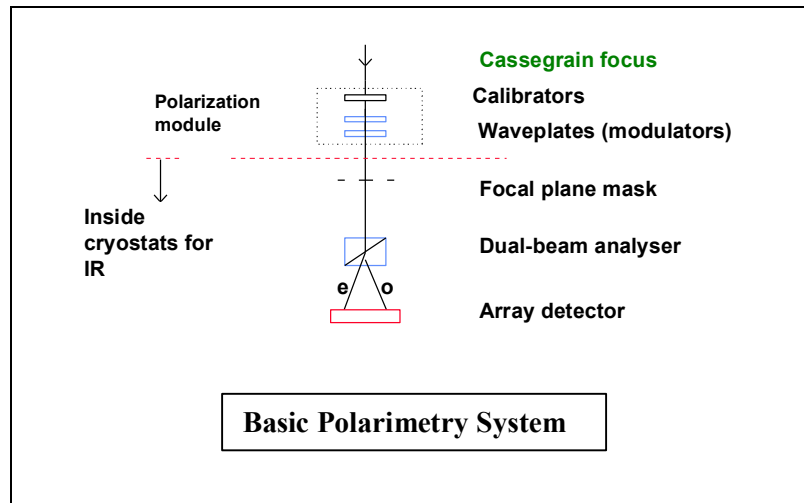 Cassegrain focus
Polarization
module
Calibrators
Waveplates (modulators)
Focal plane mask
Inside
cryostats for
IR
Dual-beam analyser
e o
Array detector
Basic Polarimetry System